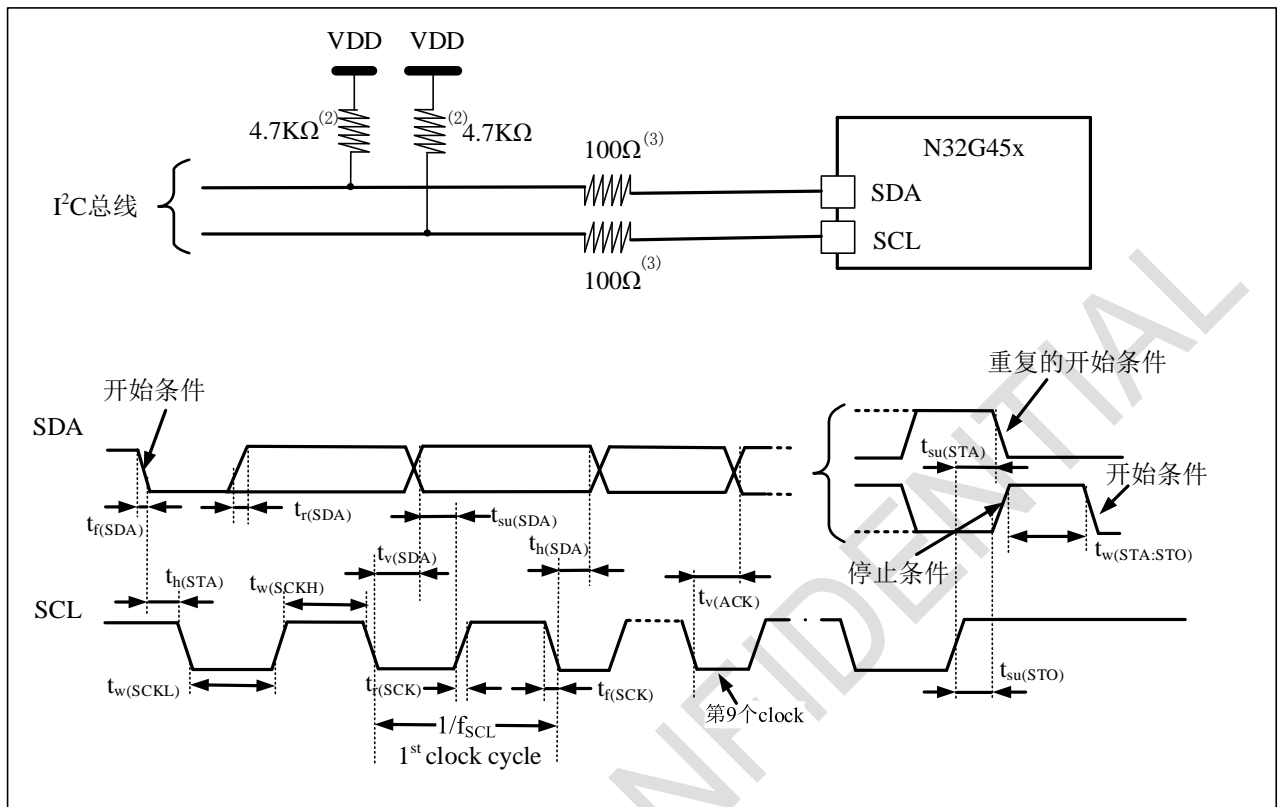 VDD VDD
4.7KΩ(2) (2)4.7KΩ
100Ω(3)
N32G45x
I2C总线
SDA
SCL
100Ω(3)
开始条件
重复的开始条件
SDA
tsu(STA)
开始条件
tf(SDA)
tr(SDA)
tsu(SDA)
tv(SDA)
th(SDA)
停止条件
tw(STA:STO)
th(STA)
tw(SCKH)
tv(ACK)
SCL
tw(SCKL)
tr(SCK)
tf(SCK)
第9个clock
tsu(STO)
1/fSCL
1st clock cycle
NFIDENTIAL